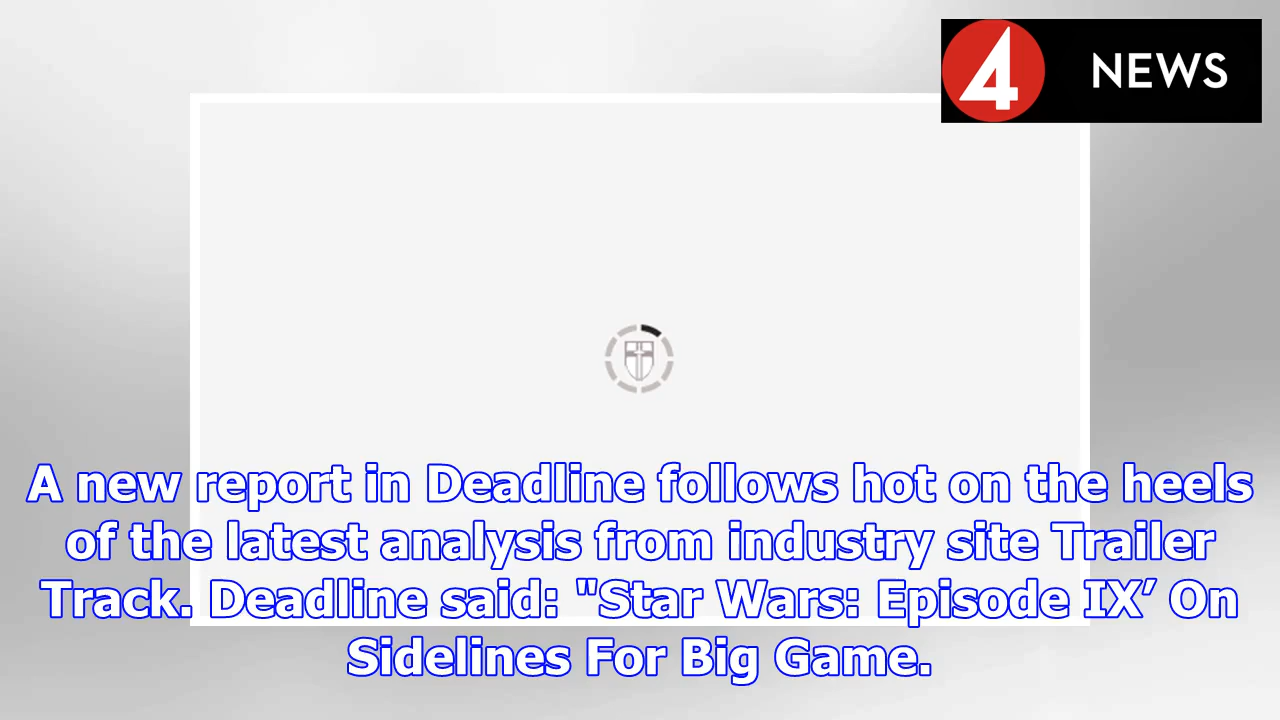 4 NEWS
A new report in Deadline follows hot on the heels
of the latest analysis from industry site Trailer
Track. Deadline said: "Star Wars: Episode IX’ On
Sidelines For Big Game.